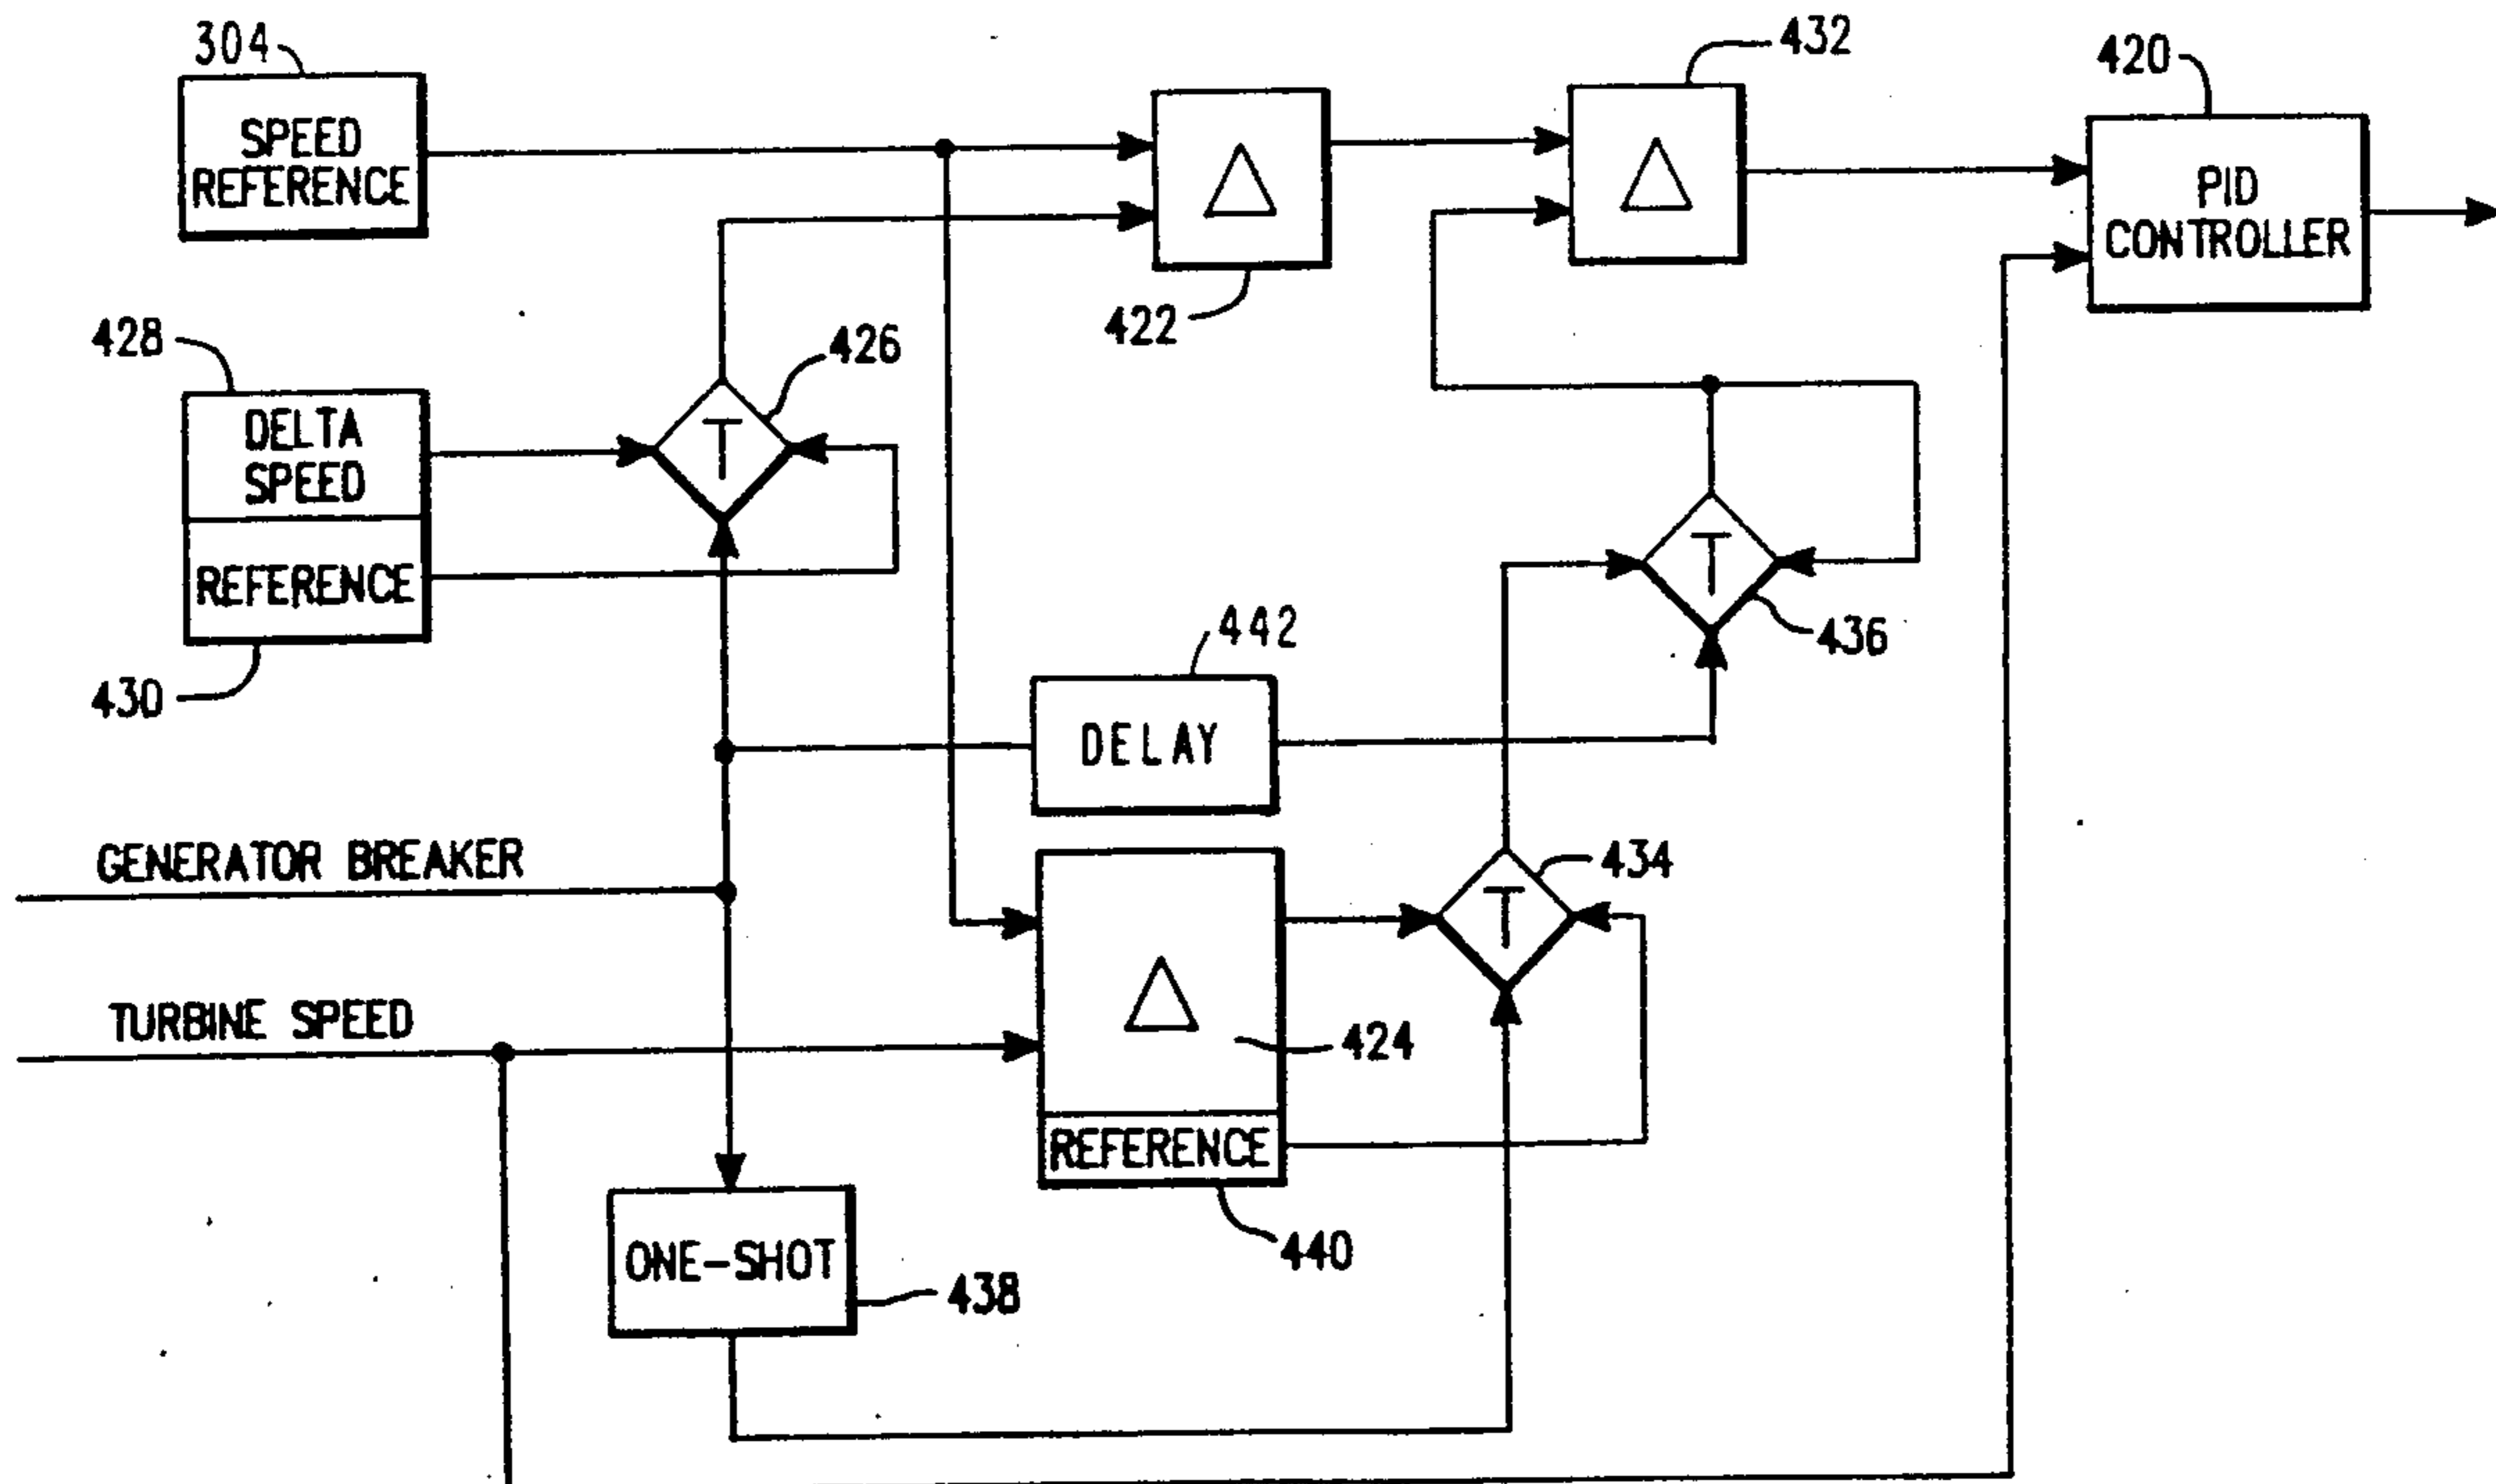 304
SPEED
REFERENCE
432
420
PID
CONTROLLER
△
△
422
428
DELTA
SPEED
REFERENCE
430
426
T
T
436
442
DELAY
GENERATOR BREAKER
434
T
TURBINE SPEED
△
424
REFERENCE
440
ONE-SHOT
438